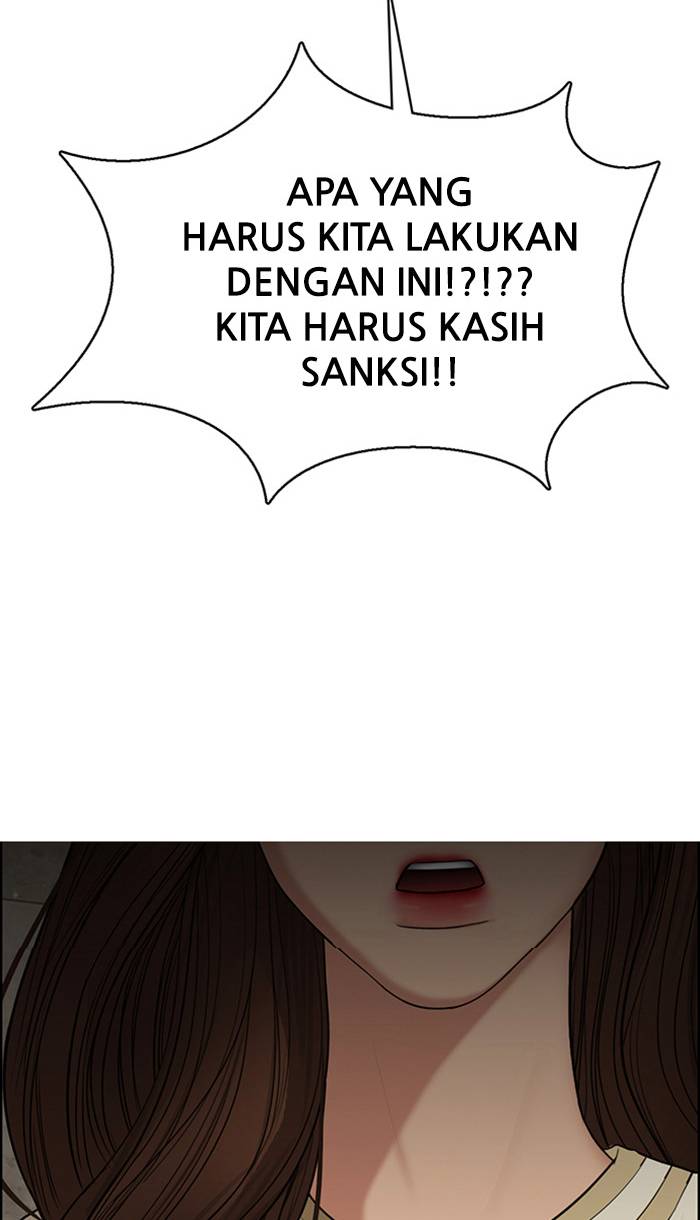 APA YANG
HARUS KITA LAKUKAN
DENGAN INI!?!??
KITA HARUS KASIH
SANKSI!!